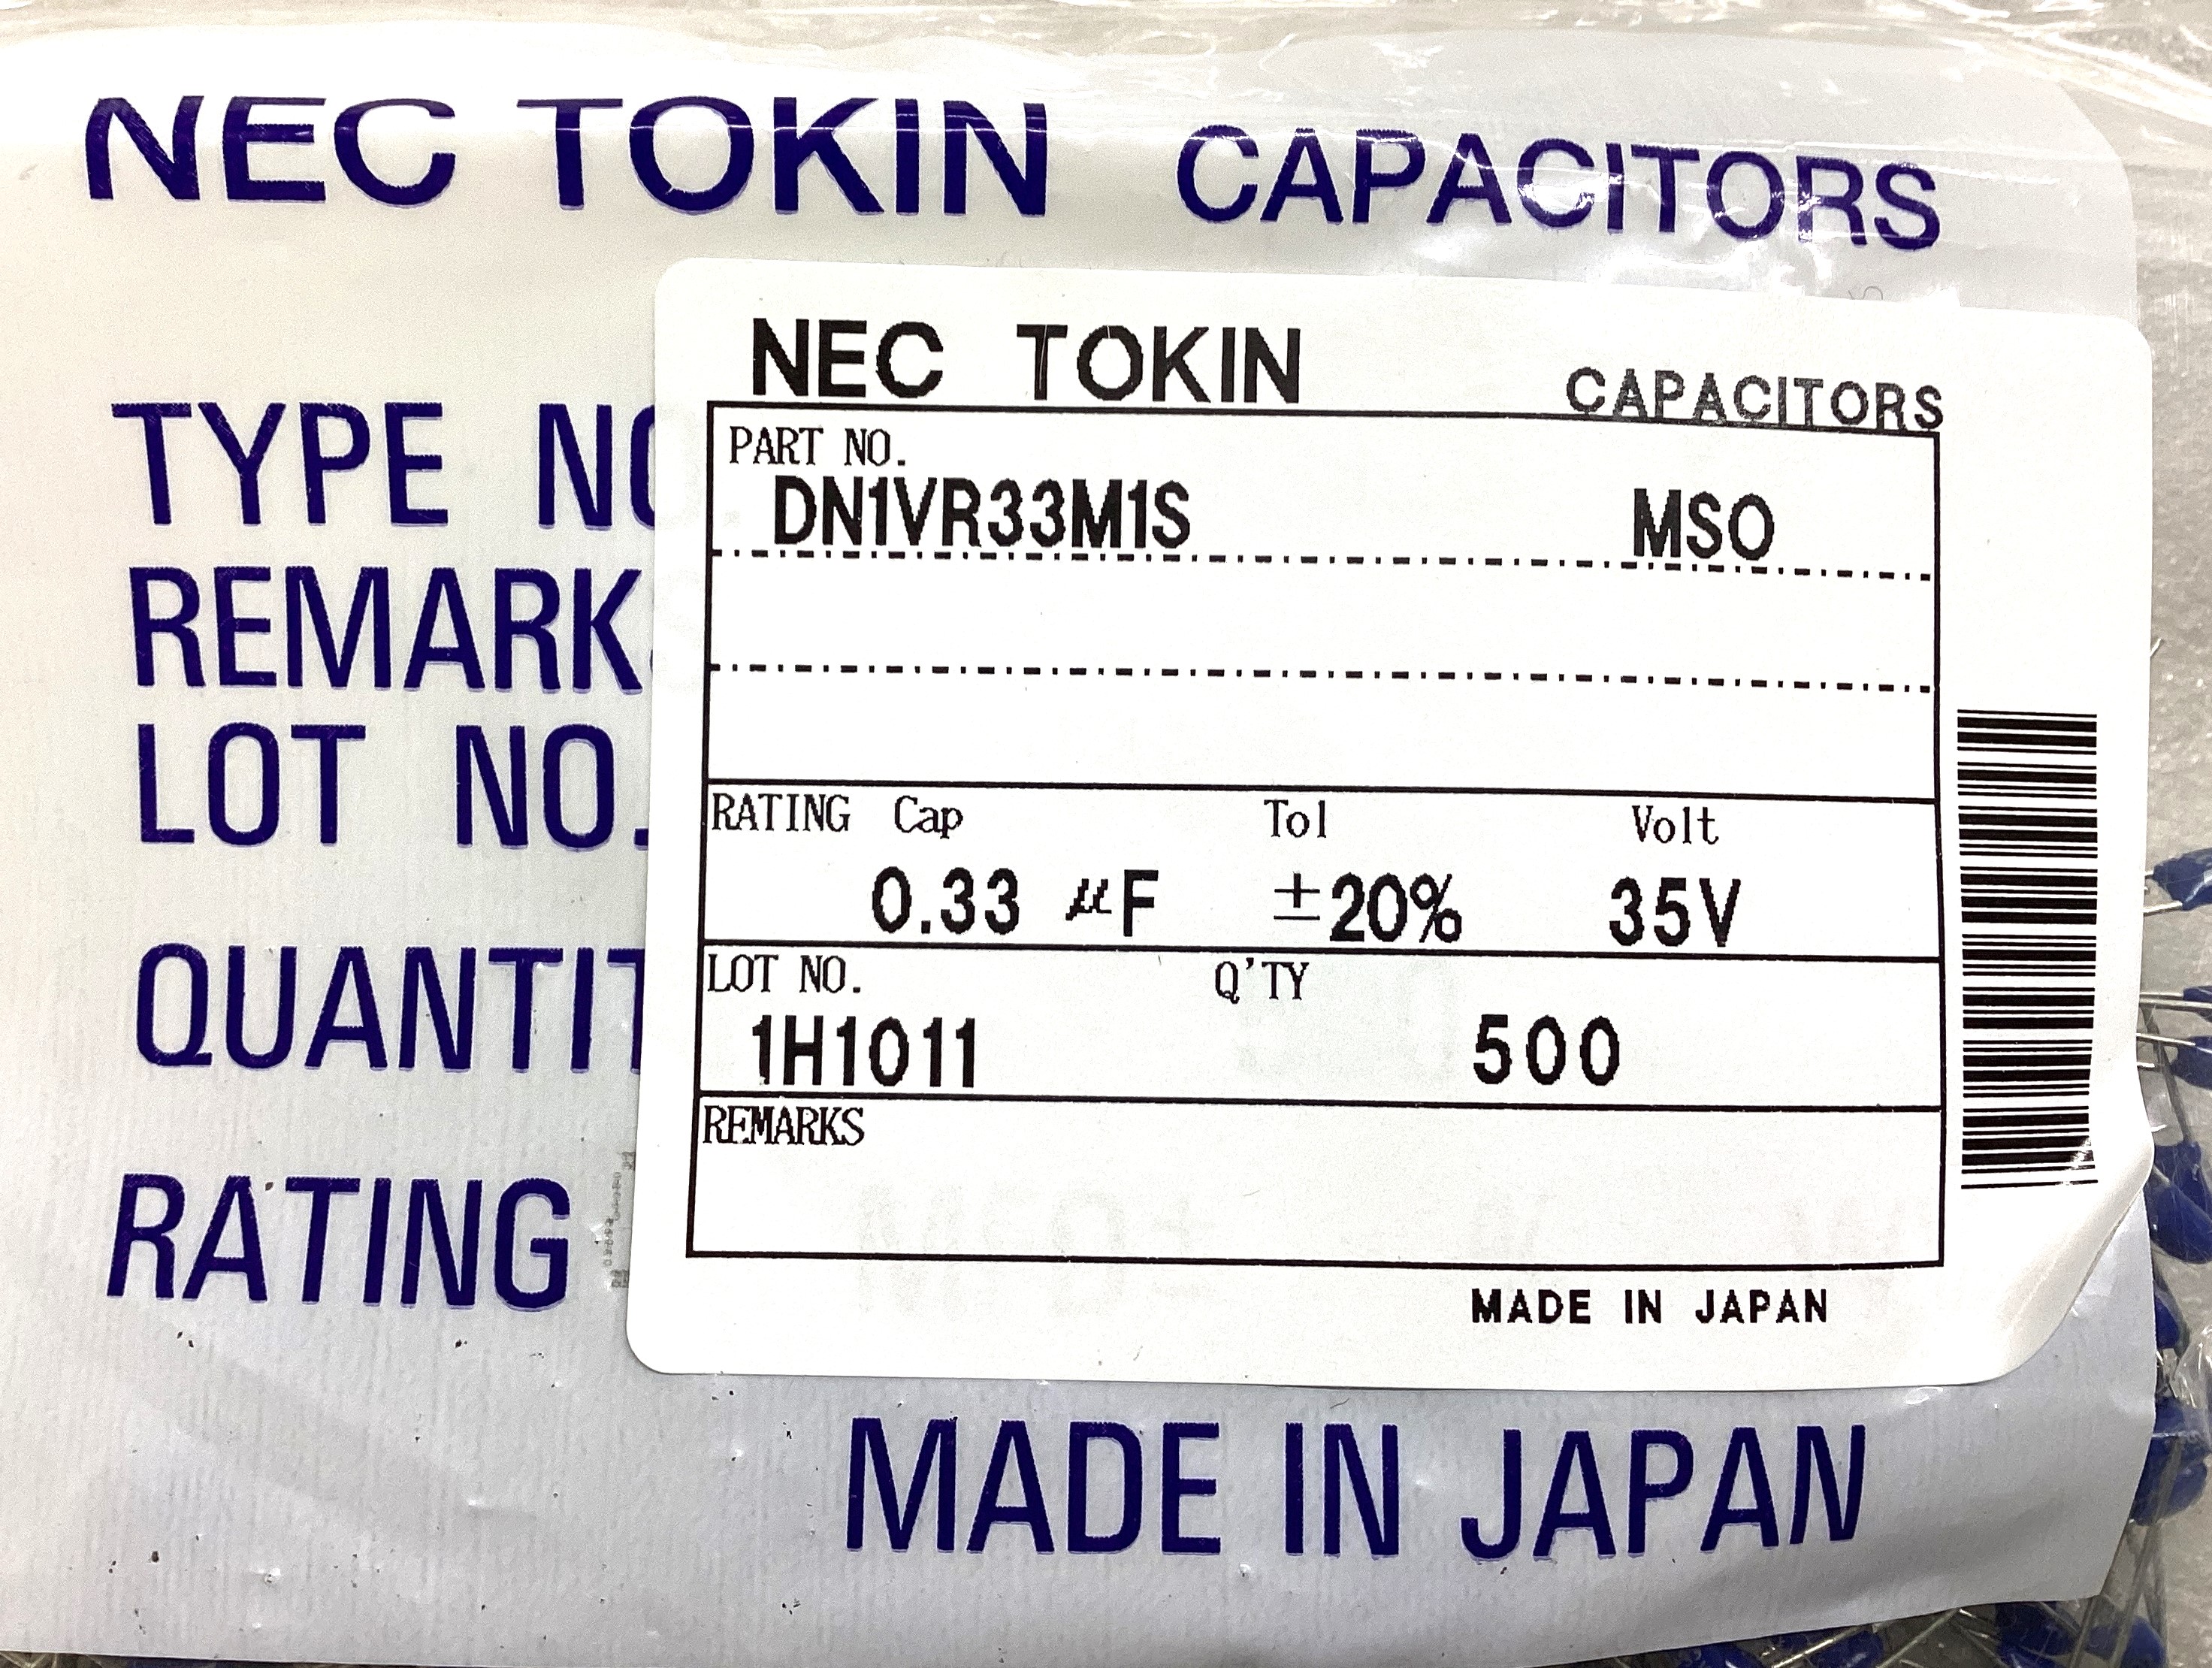 NEC TOKIN CAPACITORS
TYPE NO
REMARK
LOT NO.
QUANTIT
RATING
NEC TOKIN CAPACITORS
PART NO.
DN1VR33M1S MSO
RATING Cap Tol Volt
0.33 μF ±20% 35V
LOT NO. Q'TY
1H1011 500
REMARKS
MADE IN JAPAN
MADE IN JAPAN